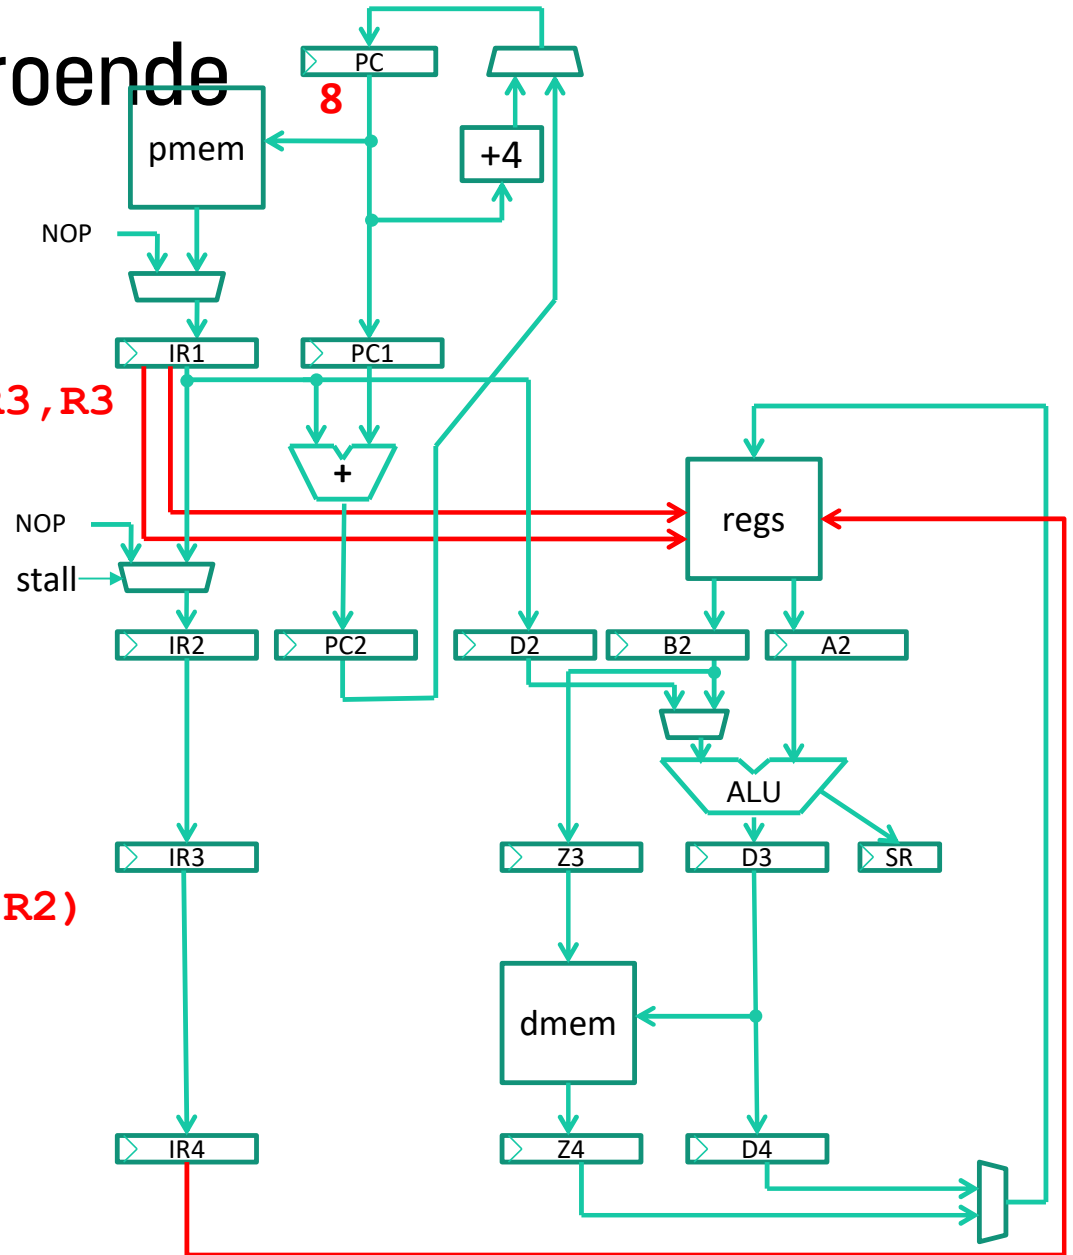 roende
PC
8
pmem
+4
NOP
IR1
PC1
R3,R3
+
NOP
regs
stall
IR2
PC2
D2
B2
A2
ALU
IR3
Z3
D3
SR
R2)
dmem
IR4
Z4
D4